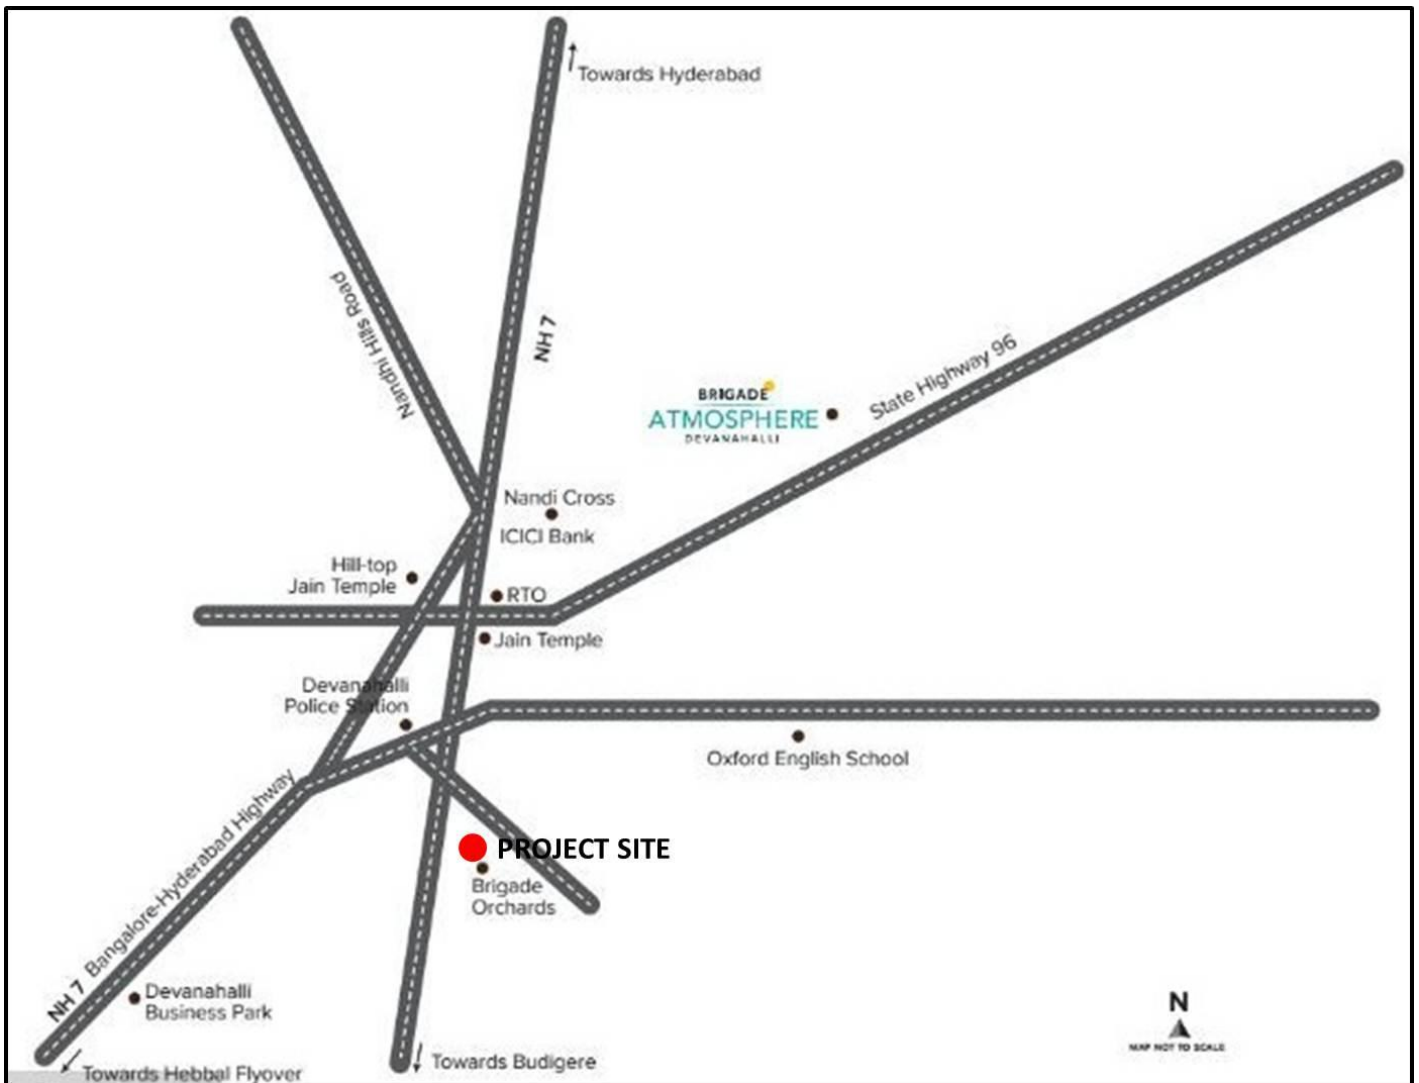 Towards Hyderabad
Nandhi Hills Road
NH 7
State Highway 96
BRIGADE
ATMOSPHERE
DEVANAHALLI
Nandi Cross
ICICI Bank
Hill-top
Jain Temple
RTO
Jain Temple
Devanahalli
Police Station
Oxford English School
NH 7 Bangalore-Hyderabad Highway
PROJECT SITE
Brigade
Orchards
Devanahalli
Business Park
N
MAP NOT TO SCALE
Towards Budigere
Towards Hebbal Flyover